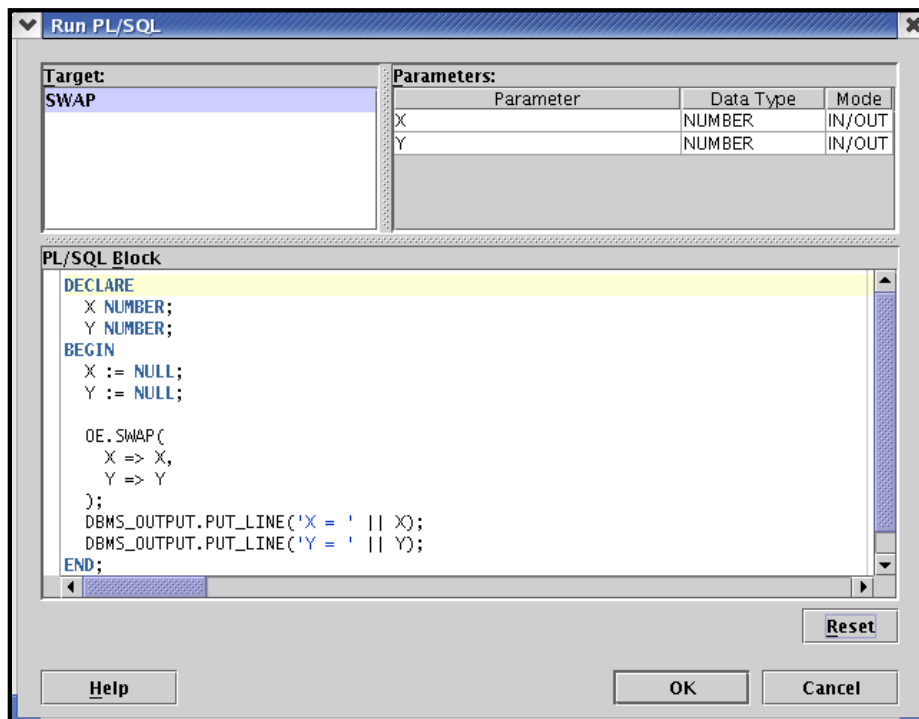 Run PL/SQL
Target:
SWAP
Parameters:
Parameter Data Type Mode
X NUMBER IN/OUT
Y NUMBER IN/OUT
PL/SQL Block
DECLARE
  X NUMBER;
  Y NUMBER;
BEGIN
  X := NULL;
  Y := NULL;
  OE.SWAP(
    X => X,
    Y => Y
  );
  DBMS_OUTPUT.PUT_LINE('X = ' || X);
  DBMS_OUTPUT.PUT_LINE('Y = ' || Y);
END;
Reset
Help OK Cancel